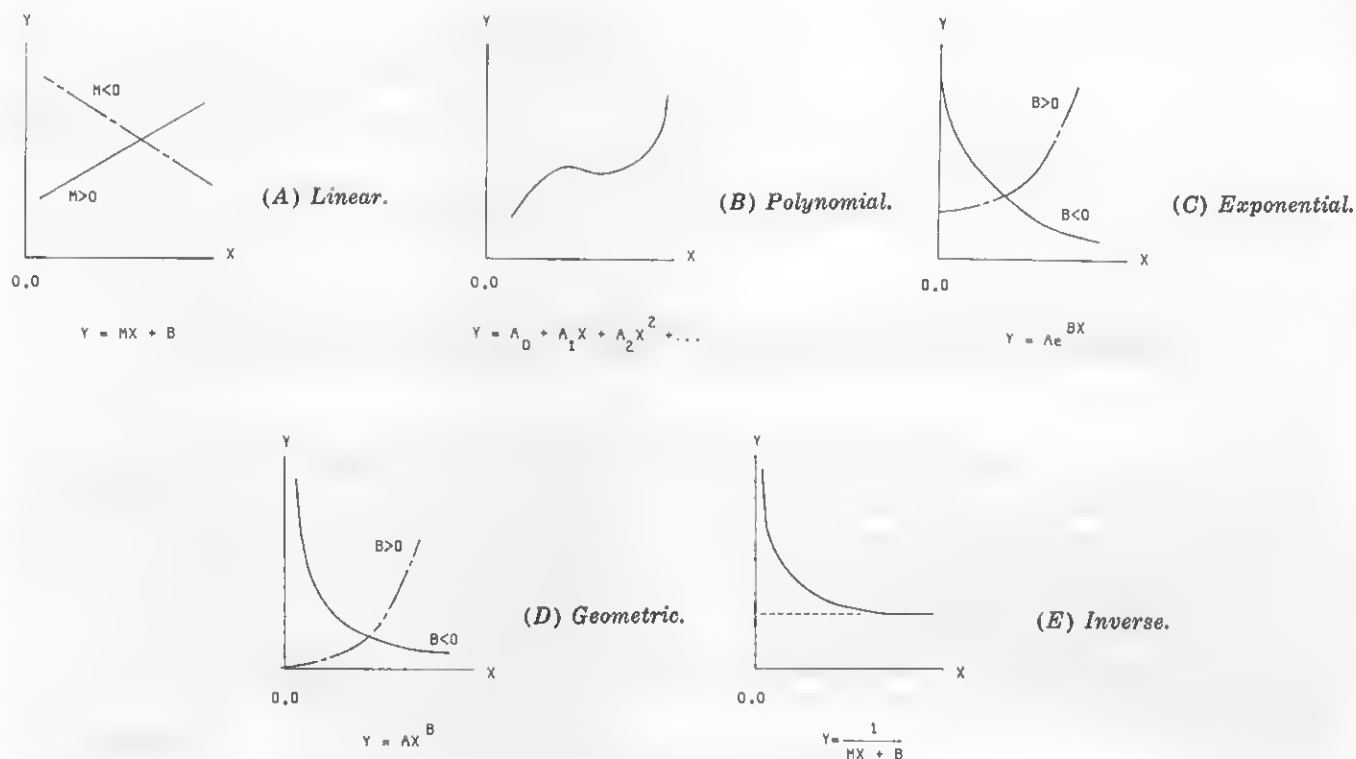 Y
M<0
M>0
X
0.0
(A) Linear.
Y = MX + B
Y
X
0.0
(B) Polynomial.
Y = A₀ + A₁X + A₂X² +...
Y
B>0
B<0
X
0.0
(C) Exponential.
Y = Ae^BX
Y
B>0
B<0
X
0.0
(D) Geometric.
Y = AX^B
Y
X
0.0
(E) Inverse.
Y= 1
MX + B